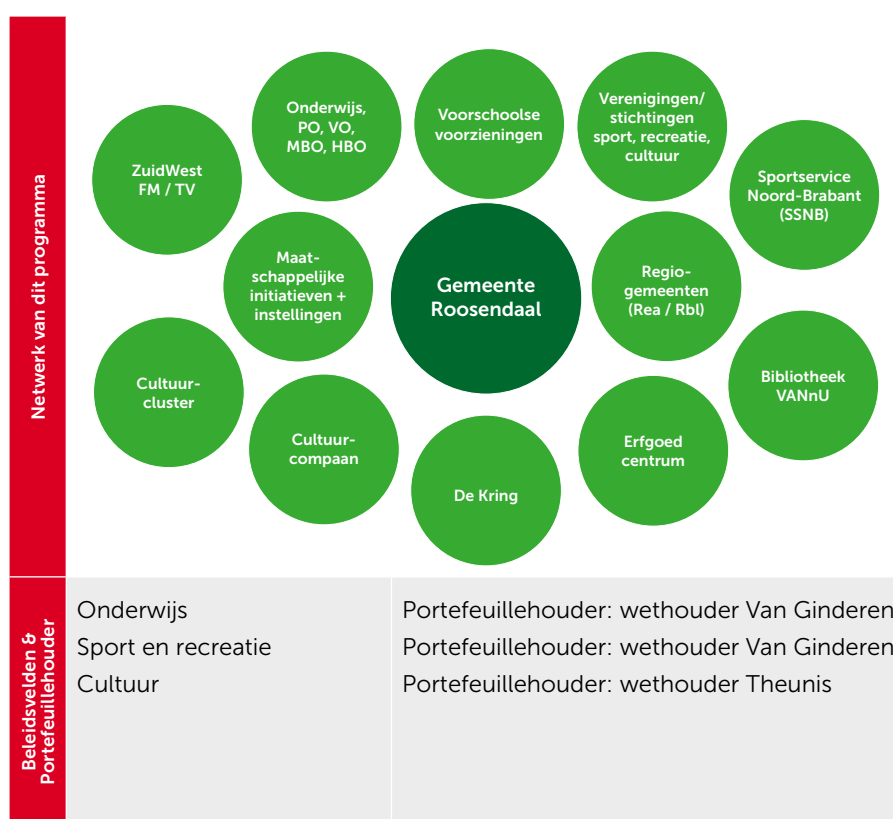 Netwerk van dit programma
Onderwijs,
PO, VO,
MBO, HBO
Voorschoolse
voorzieningen
Verenigingen/
stichtingen
sport, recreatie,
cultuur
ZuidWest
FM / TV
Sportservice
Noord-Brabant
(SSNB)
Maat-
schappelijke
initiatieven +
instellingen
Gemeente
Roosendaal
Regio-
gemeenten
(Rea / Rbl)
Cultuur-
cluster
Bibliotheek
VANnU
Cultuur-
compaan
De Kring
Erfgoed
centrum
Beleidsvelden &
Portefeuillehouder
Onderwijs
Portefeuillehouder: wethouder Van Ginderen
Sport en recreatie
Portefeuillehouder: wethouder Van Ginderen
Cultuur
Portefeuillehouder: wethouder Theunis